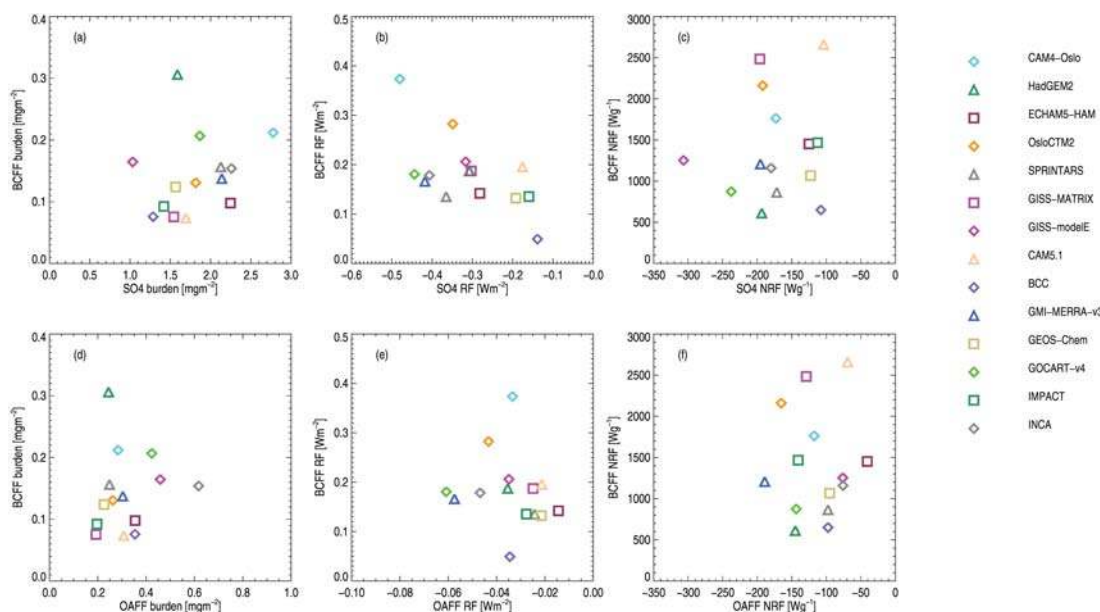 (a)
BCFF burden [mgm⁻²]
0.4
0.3
0.2
0.1
0.0
0.0 0.5 1.0 1.5 2.0 2.5 3.0
SO4 burden [mgm⁻²]
(b)
BCFF RF [Wm⁻²]
0.5
0.4
0.3
0.2
0.1
0.0
−0.6 −0.5 −0.4 −0.3 −0.2 −0.1 −0.0
SO4 RF [Wm⁻²]
(c)
BCFF NRF [Wg⁻¹]
3000
2500
2000
1500
1000
500
0
−350 −300 −250 −200 −150 −100 −50 0
SO4 NRF [Wg⁻¹]
(d)
BCFF burden [mgm⁻²]
0.4
0.3
0.2
0.1
0.0
0.0 0.2 0.4 0.6 0.8 1.0
OAFF burden [mgm⁻²]
(e)
BCFF RF [Wm⁻²]
0.5
0.4
0.3
0.2
0.1
0.0
−0.10 −0.08 −0.06 −0.04 −0.02 −0.00
OAFF RF [Wm⁻²]
(f)
BCFF NRF [Wg⁻¹]
3000
2500
2000
1500
1000
500
0
−350 −300 −250 −200 −150 −100 −50 0
OAFF NRF [Wg⁻¹]
CAM4−Oslo
HadGEM2
ECHAM5−HAM
OsloCTM2
SPRINTARS
GISS−MATRIX
GISS−modelE
CAM5.1
BCC
GMI−MERRA−v3
GEOS−Chem
GOCART−v4
IMPACT
INCA